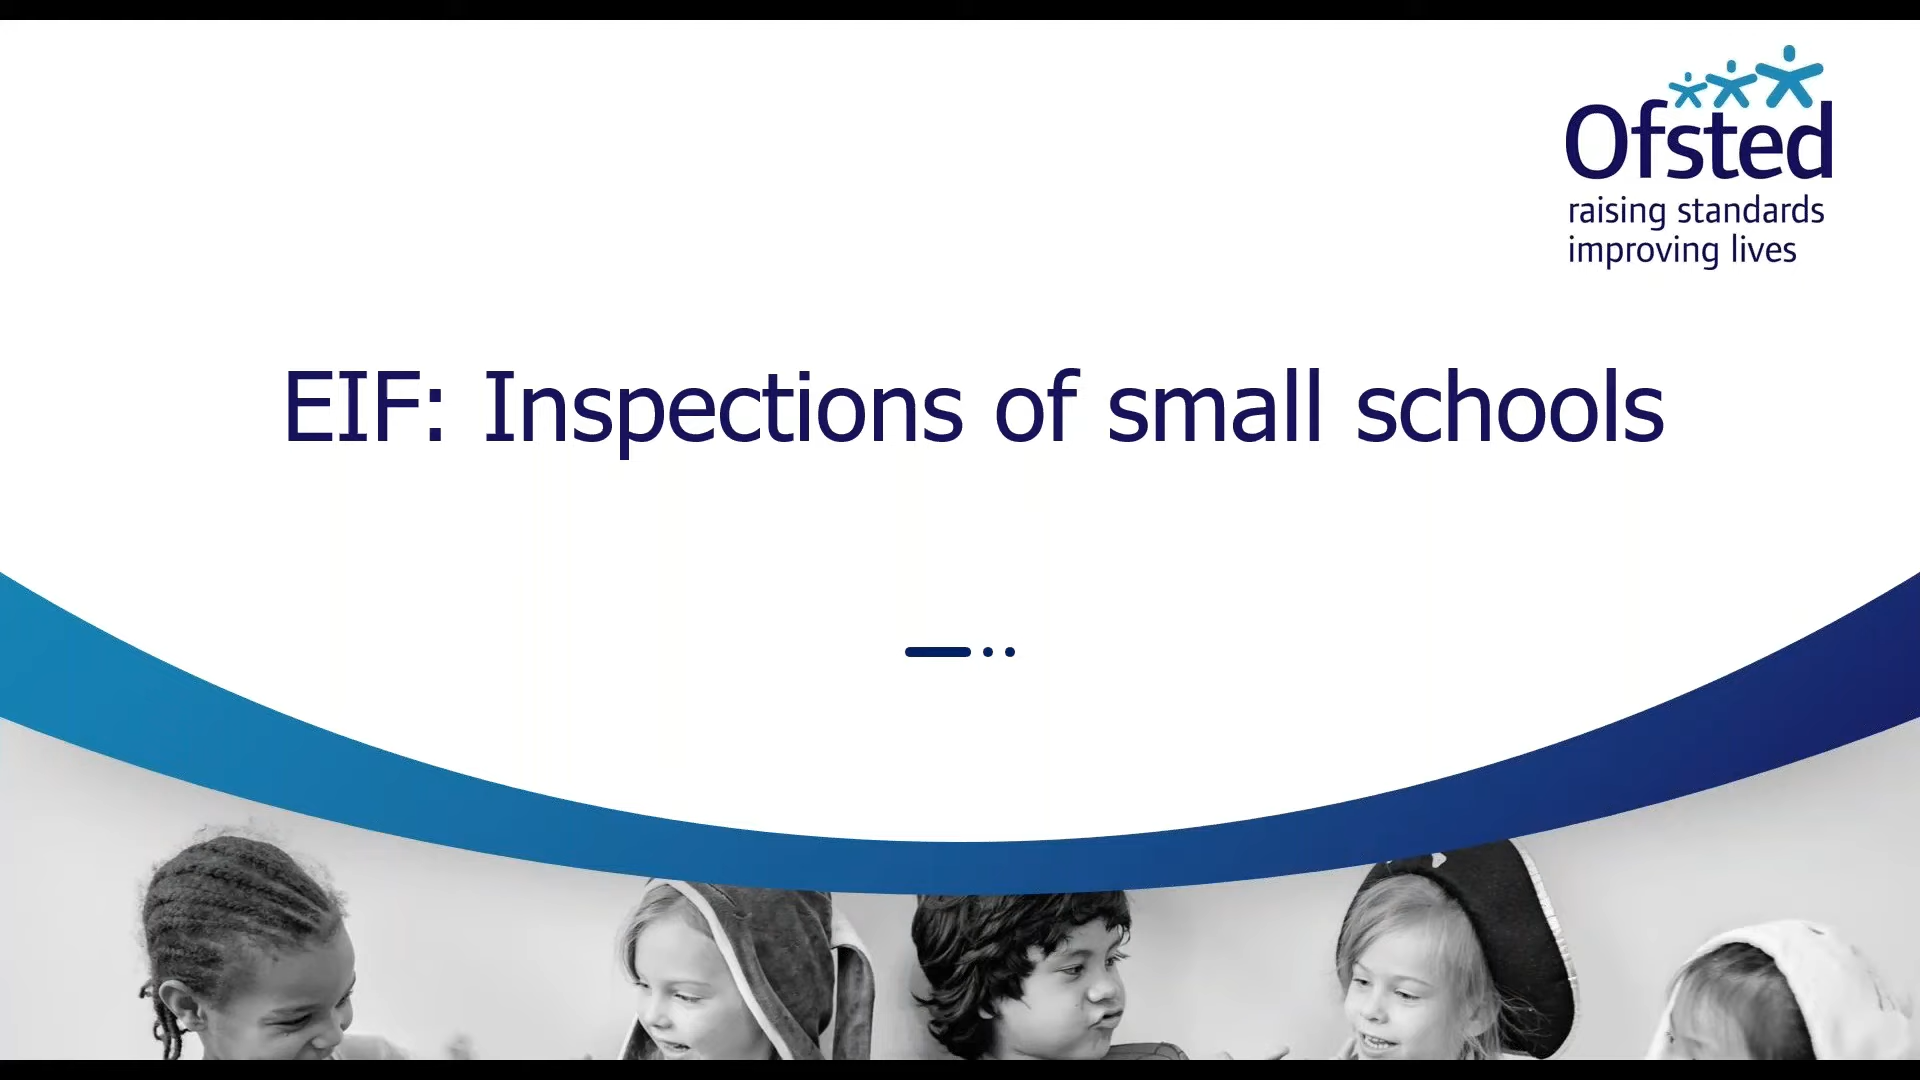 Ofsted
raising standards
improving lives
EIF: Inspections of small schools